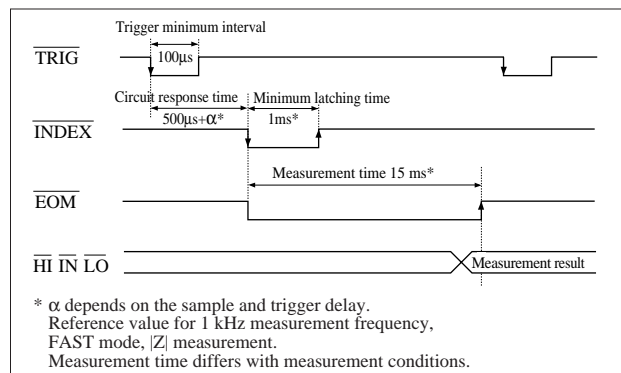 Trigger minimum interval
TRIG
100µs
Circuit response time
Minimum latching time
500µs+α*
1ms*
INDEX
Measurement time 15 ms*
EOM
HI IN LO
Measurement result
* α depends on the sample and trigger delay.
Reference value for 1 kHz measurement frequency,
FAST mode, |Z| measurement.
Measurement time differs with measurement conditions.